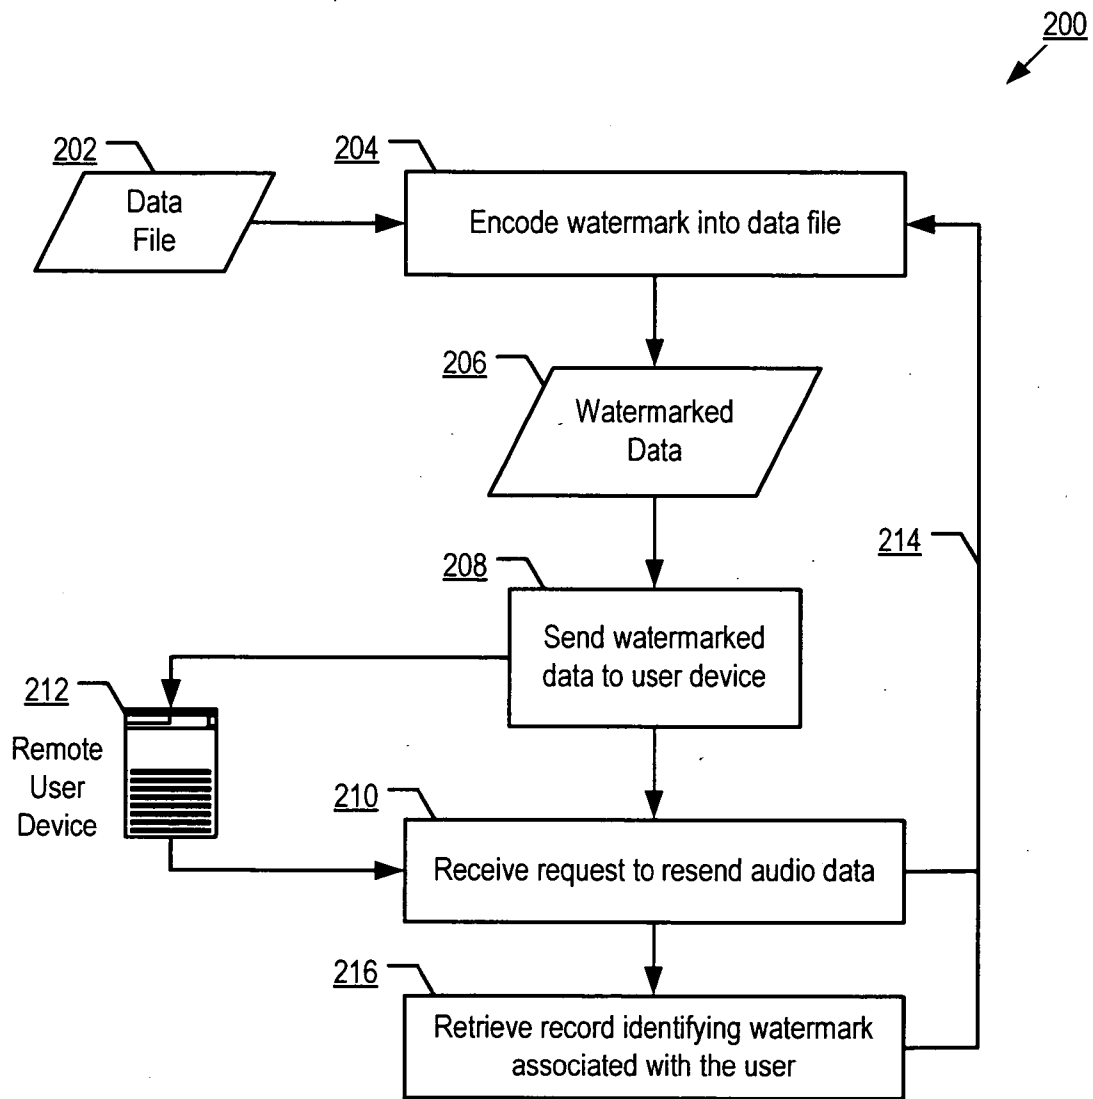 200
202
Data
File
204
Encode watermark into data file
206
Watermarked
Data
208
Send watermarked
data to user device
214
212
Remote
User
Device
210
Receive request to resend audio data
216
Retrieve record identifying watermark
associated with the user